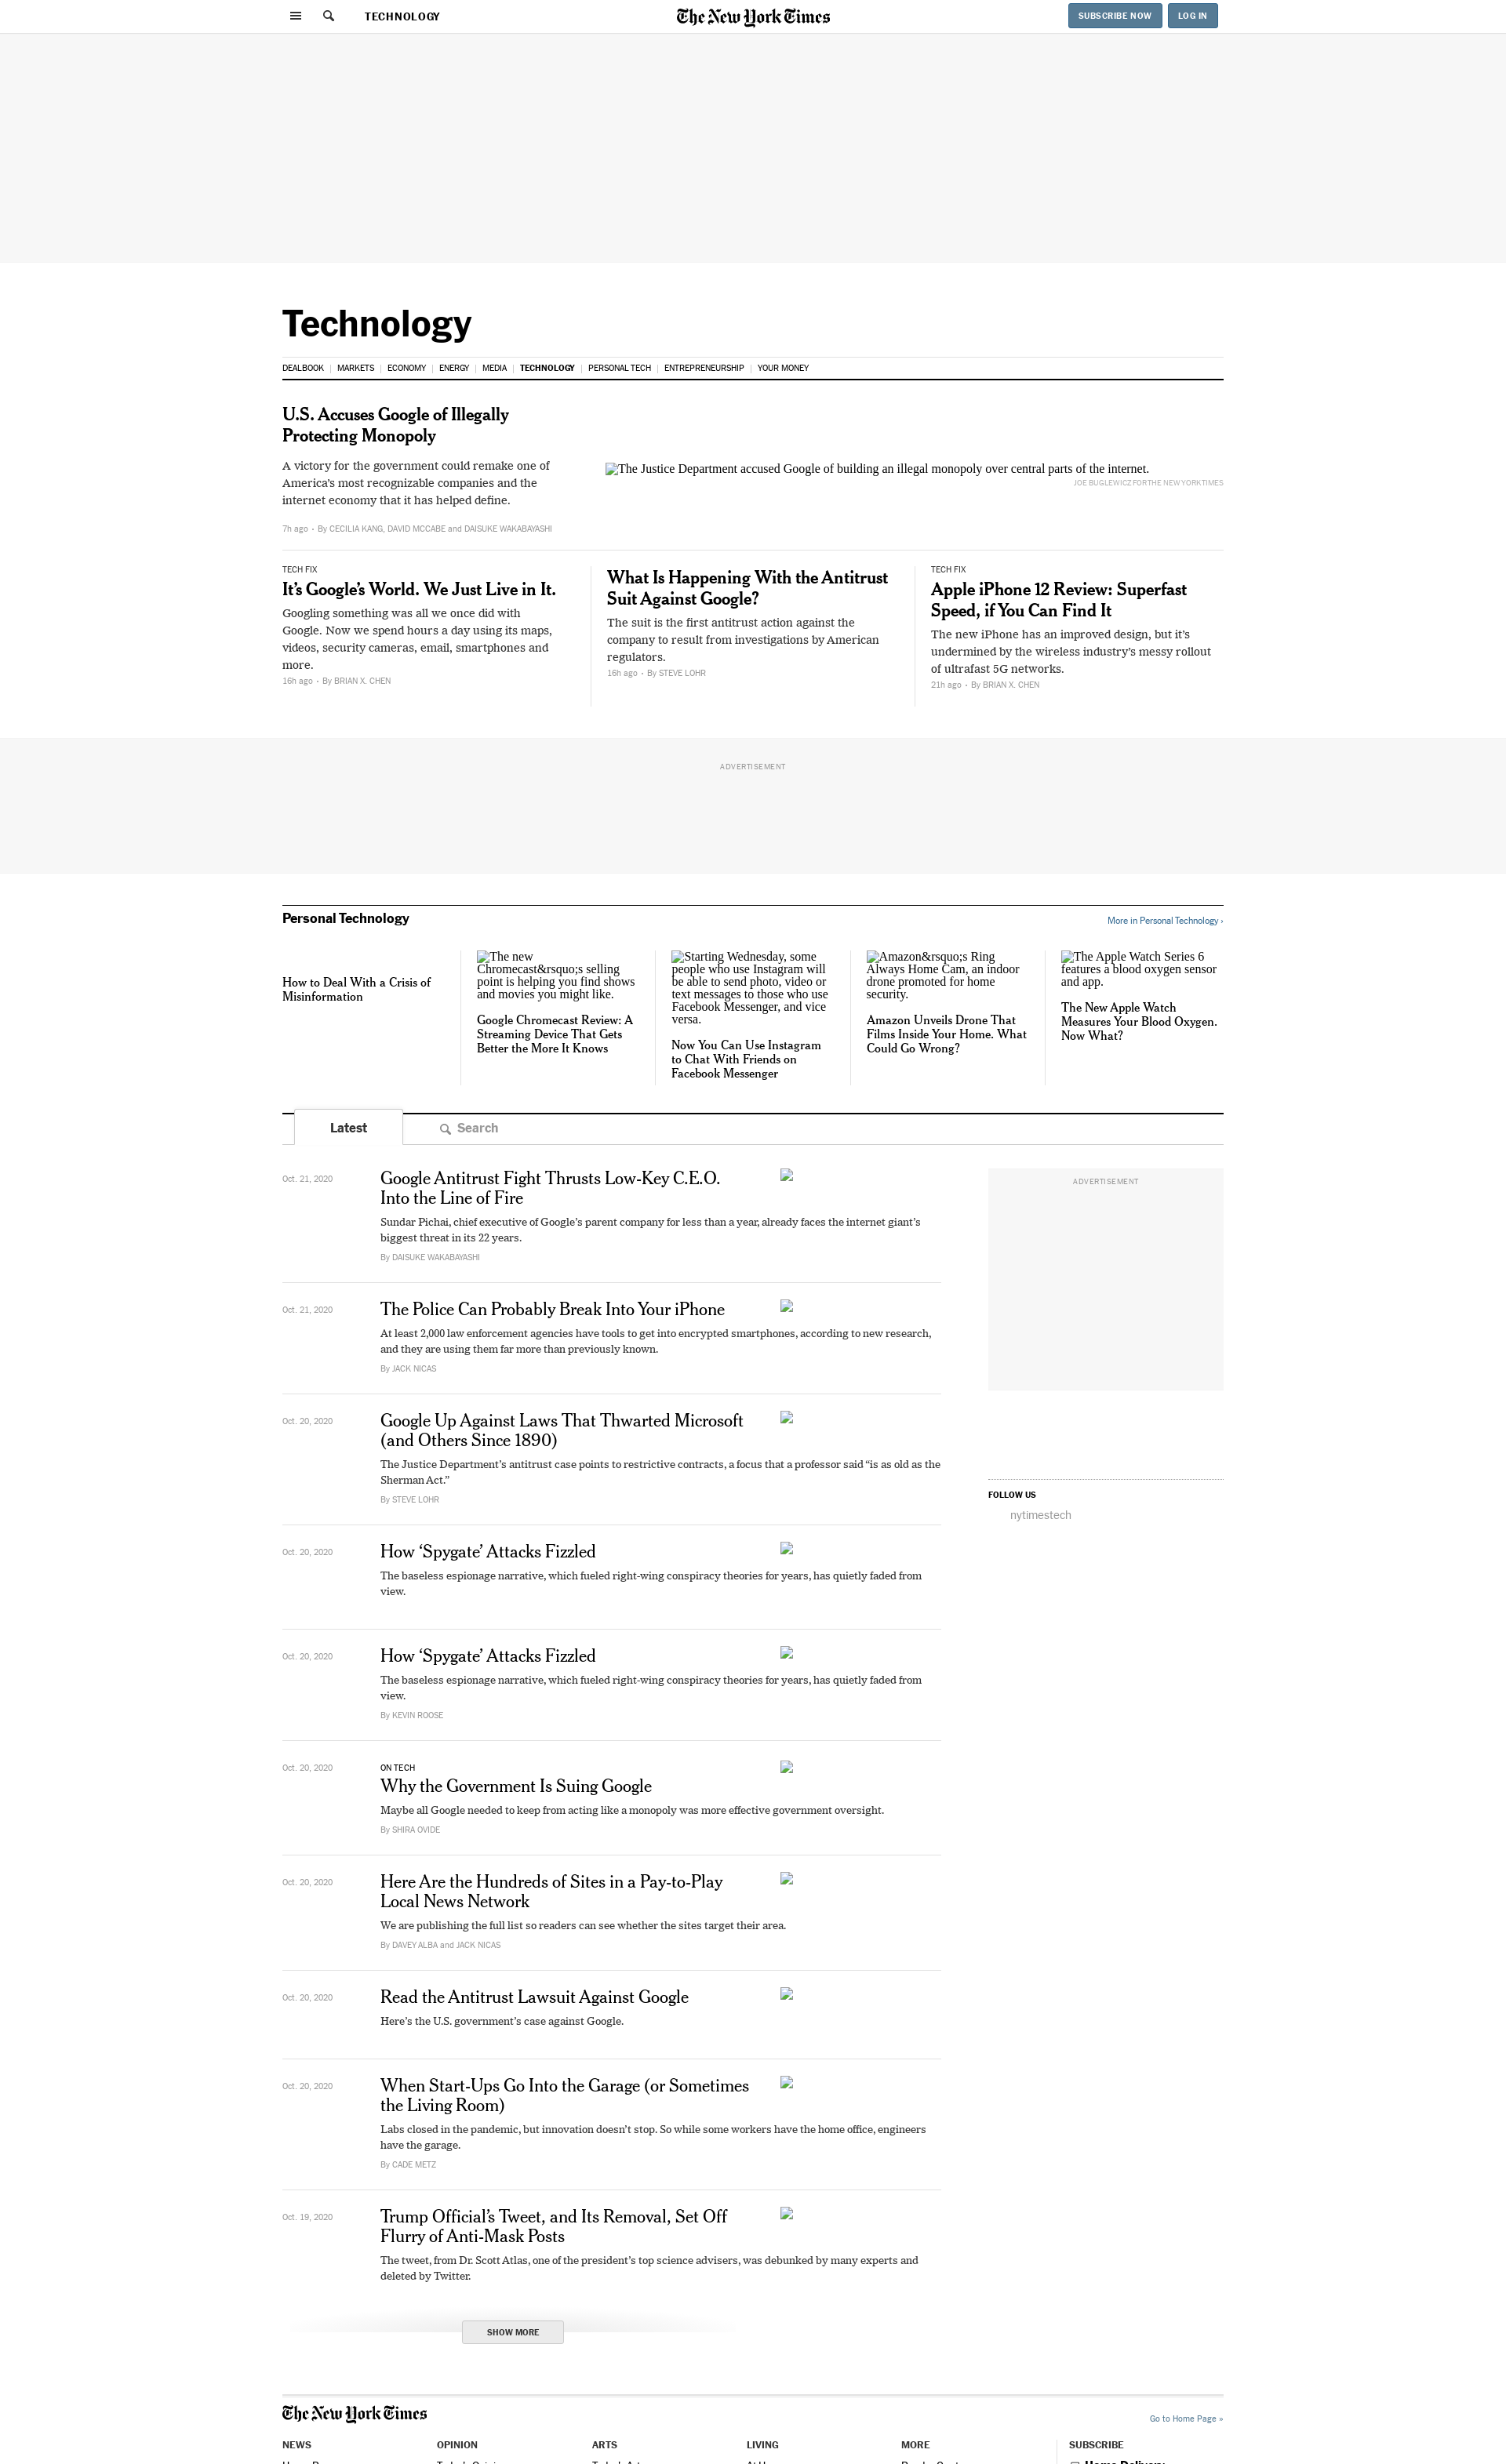 TECHNOLOGY
The New York Times
SUBSCRIBE NOW
LOG IN
Technology
DEALBOOK
MARKETS
ECONOMY
ENERGY
MEDIA
TECHNOLOGY
PERSONAL TECH
ENTREPRENEURSHIP
YOUR MONEY
U.S. Accuses Google of Illegally
Protecting Monopoly
A victory for the government could remake one of
America’s most recognizable companies and the
internet economy that it has helped define.
7h ago • By CECILIA KANG, DAVID MCCABE and DAISUKE WAKABAYASHI
The Justice Department accused Google of building an illegal monopoly over central parts of the internet.
JOE BUGLEWICZ FOR THE NEW YORK TIMES
TECH FIX
It’s Google’s World. We Just Live in It.
Googling something was all we once did with
Google. Now we spend hours a day using its maps,
videos, security cameras, email, smartphones and
more.
16h ago • By BRIAN X. CHEN
What Is Happening With the Antitrust
Suit Against Google?
The suit is the first antitrust action against the
company to result from investigations by American
regulators.
16h ago • By STEVE LOHR
TECH FIX
Apple iPhone 12 Review: Superfast
Speed, if You Can Find It
The new iPhone has an improved design, but it’s
undermined by the wireless industry’s messy rollout
of ultrafast 5G networks.
21h ago • By BRIAN X. CHEN
ADVERTISEMENT
Personal Technology
More in Personal Technology ›
How to Deal With a Crisis of
Misinformation
The new
Chromecast&rsquo;s selling
point is helping you find shows
and movies you might like.
Google Chromecast Review: A
Streaming Device That Gets
Better the More It Knows
Starting Wednesday, some
people who use Instagram will
be able to send photo, video or
text messages to those who use
Facebook Messenger, and vice
versa.
Now You Can Use Instagram
to Chat With Friends on
Facebook Messenger
Amazon&rsquo;s Ring
Always Home Cam, an indoor
drone promoted for home
security.
Amazon Unveils Drone That
Films Inside Your Home. What
Could Go Wrong?
The Apple Watch Series 6
features a blood oxygen sensor
and app.
The New Apple Watch
Measures Your Blood Oxygen.
Now What?
Latest
Search
Oct. 21, 2020
Google Antitrust Fight Thrusts Low-Key C.E.O.
Into the Line of Fire
Sundar Pichai, chief executive of Google’s parent company for less than a year, already faces the internet giant’s
biggest threat in its 22 years.
By DAISUKE WAKABAYASHI
ADVERTISEMENT
Oct. 21, 2020
The Police Can Probably Break Into Your iPhone
At least 2,000 law enforcement agencies have tools to get into encrypted smartphones, according to new research,
and they are using them far more than previously known.
By JACK NICAS
Oct. 20, 2020
Google Up Against Laws That Thwarted Microsoft
(and Others Since 1890)
The Justice Department’s antitrust case points to restrictive contracts, a focus that a professor said “is as old as the
Sherman Act.”
By STEVE LOHR
FOLLOW US
nytimestech
Oct. 20, 2020
How ‘Spygate’ Attacks Fizzled
The baseless espionage narrative, which fueled right-wing conspiracy theories for years, has quietly faded from
view.
Oct. 20, 2020
How ‘Spygate’ Attacks Fizzled
The baseless espionage narrative, which fueled right-wing conspiracy theories for years, has quietly faded from
view.
By KEVIN ROOSE
Oct. 20, 2020
ON TECH
Why the Government Is Suing Google
Maybe all Google needed to keep from acting like a monopoly was more effective government oversight.
By SHIRA OVIDE
Oct. 20, 2020
Here Are the Hundreds of Sites in a Pay-to-Play
Local News Network
We are publishing the full list so readers can see whether the sites target their area.
By DAVEY ALBA and JACK NICAS
Oct. 20, 2020
Read the Antitrust Lawsuit Against Google
Here’s the U.S. government’s case against Google.
Oct. 20, 2020
When Start-Ups Go Into the Garage (or Sometimes
the Living Room)
Labs closed in the pandemic, but innovation doesn’t stop. So while some workers have the home office, engineers
have the garage.
By CADE METZ
Oct. 19, 2020
Trump Official’s Tweet, and Its Removal, Set Off
Flurry of Anti-Mask Posts
The tweet, from Dr. Scott Atlas, one of the president’s top science advisers, was debunked by many experts and
deleted by Twitter.
SHOW MORE
The New York Times
Go to Home Page »
NEWS
OPINION
ARTS
LIVING
MORE
SUBSCRIBE